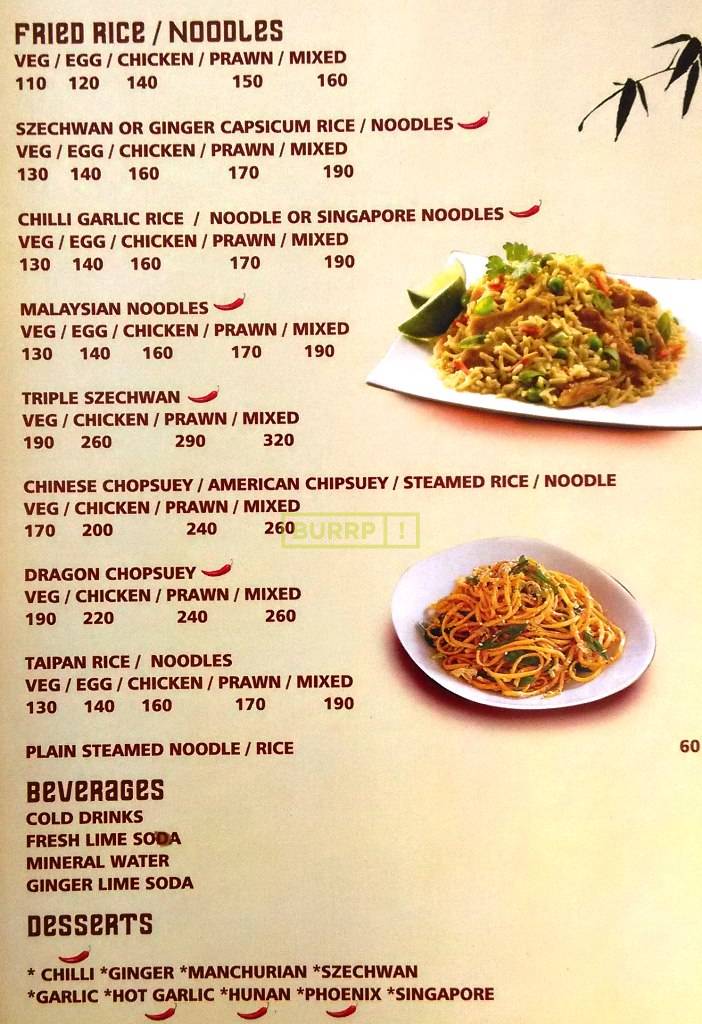 FRIED RICE / NOODLES
VEG / EGG / CHICKEN / PRAWN / MIXED
110 120 140 150 160
SZECHWAN OR GINGER CAPSICUM RICE / NOODLES
VEG / EGG / CHICKEN / PRAWN / MIXED
130 140 160 170 190
CHILLI GARLIC RICE / NOODLE OR SINGAPORE NOODLES
VEG / EGG / CHICKEN / PRAWN / MIXED
130 140 160 170 190
MALAYSIAN NOODLES
VEG / EGG / CHICKEN / PRAWN / MIXED
130 140 160 170 190
TRIPLE SZECHWAN
VEG / CHICKEN / PRAWN / MIXED
190 260 290 320
CHINESE CHOPSUEY / AMERICAN CHIPSUEY / STEAMED RICE / NOODLE
VEG / CHICKEN / PRAWN / MIXED
170 200 240 260
BURRP !
DRAGON CHOPSUEY
VEG / CHICKEN / PRAWN / MIXED
190 220 240 260
TAIPAN RICE / NOODLES
VEG / EGG / CHICKEN / PRAWN / MIXED
130 140 160 170 190
PLAIN STEAMED NOODLE / RICE 60
BEVERAGES
COLD DRINKS
FRESH LIME SODA
MINERAL WATER
GINGER LIME SODA
DESSERTS
* CHILLI *GINGER *MANCHURIAN *SZECHWAN
*GARLIC *HOT GARLIC *HUNAN *PHOENIX *SINGAPORE